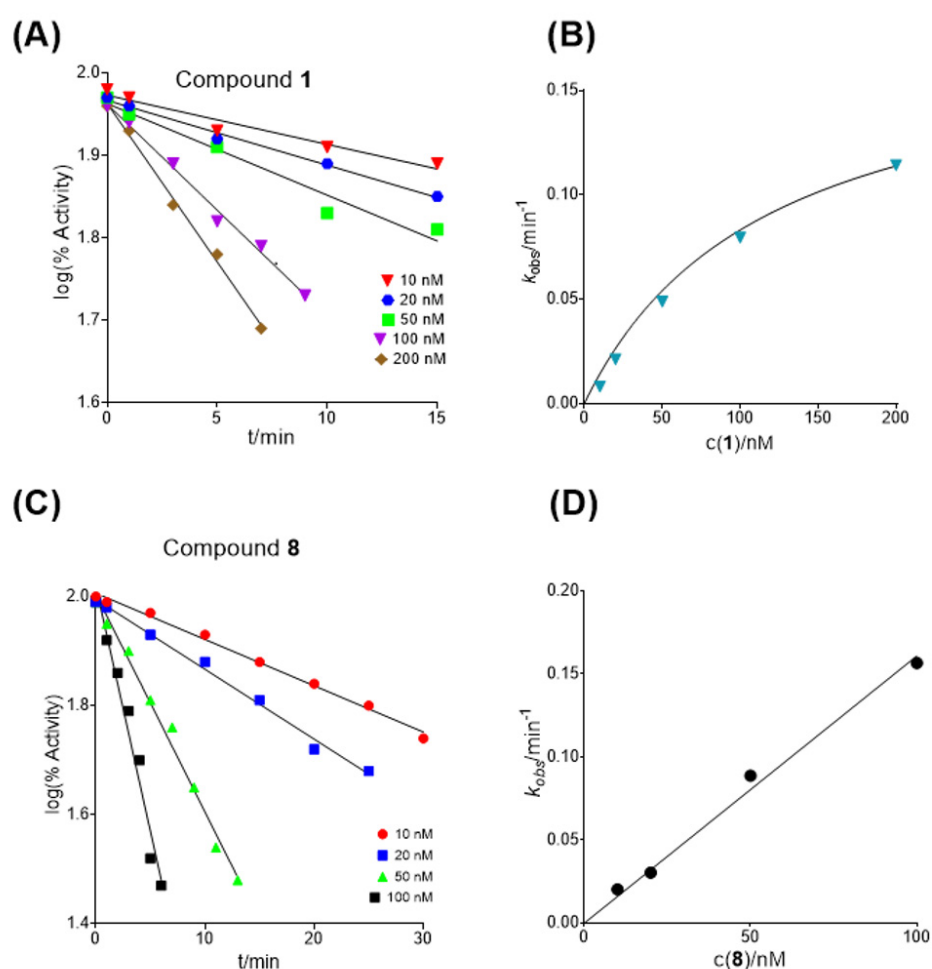 (A)
Compound 1
log(% Activity)
2.0
1.9
1.8
1.7
1.6
0
5
10
15
t/min
10 nM
20 nM
50 nM
100 nM
200 nM
(B)
kobs/min-1
0.15
0.10
0.05
0.00
0
50
100
150
200
c(1)/nM
(C)
Compound 8
log(% Activity)
2.0
1.8
1.6
1.4
0
10
20
30
t/min
10 nM
20 nM
50 nM
100 nM
(D)
kobs/min-1
0.20
0.15
0.10
0.05
0.00
0
50
100
c(8)/nM